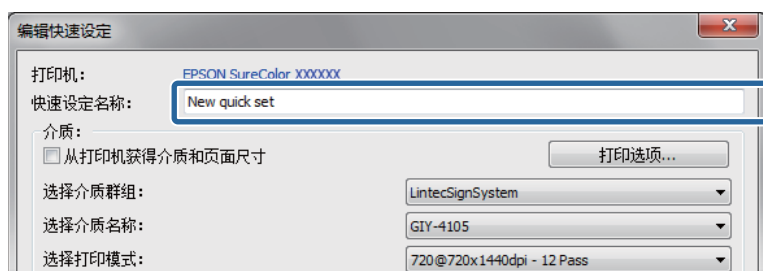 编辑快速设定
打印机： EPSON SureColor XXXXXX
快速设定名称： New quick set
介质：
从打印机获得介质和页面尺寸 打印选项...
选择介质群组： LintecSignSystem
选择介质名称： GIY-4105
选择打印模式： 720@720x1440dpi - 12 Pass